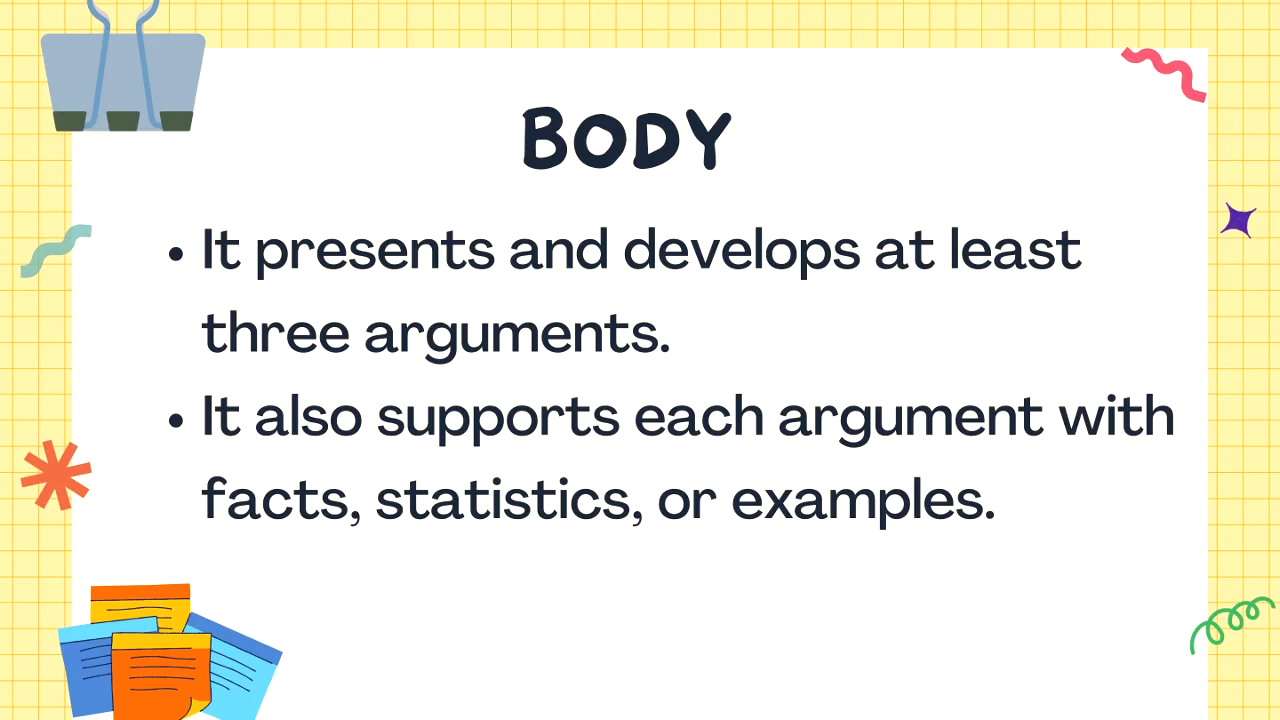 BODY
• It presents and develops at least
three arguments.
• It also supports each argument with
facts, statistics, or examples.